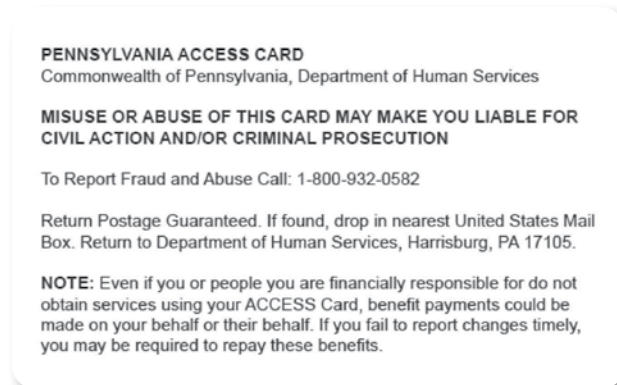 PENNSYLVANIA ACCESS CARD
Commonwealth of Pennsylvania, Department of Human Services
MISUSE OR ABUSE OF THIS CARD MAY MAKE YOU LIABLE FOR
CIVIL ACTION AND/OR CRIMINAL PROSECUTION
To Report Fraud and Abuse Call: 1-800-932-0582
Return Postage Guaranteed. If found, drop in nearest United States Mail
Box. Return to Department of Human Services, Harrisburg, PA 17105.
NOTE: Even if you or people you are financially responsible for do not
obtain services using your ACCESS Card, benefit payments could be
made on your behalf or their behalf. If you fail to report changes timely,
you may be required to repay these benefits.